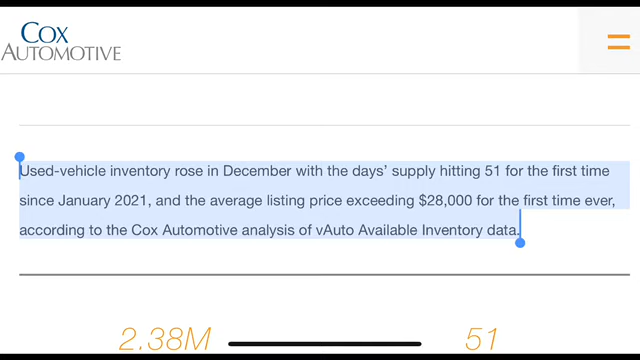 COX
AUTOMOTIVE
Used-vehicle inventory rose in December with the days’ supply hitting 51 for the first time
since January 2021, and the average listing price exceeding $28,000 for the first time ever,
according to the Cox Automotive analysis of vAuto Available Inventory data.
2.38M 51